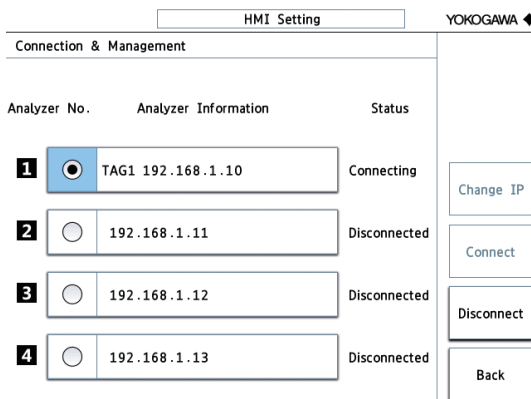 HMI Setting
YOKOGAWA
Connection & Management
Analyzer No. Analyzer Information Status
1 TAG1 192.168.1.10 Connecting
2 192.168.1.11 Disconnected
3 192.168.1.12 Disconnected
4 192.168.1.13 Disconnected
Change IP
Connect
Disconnect
Back